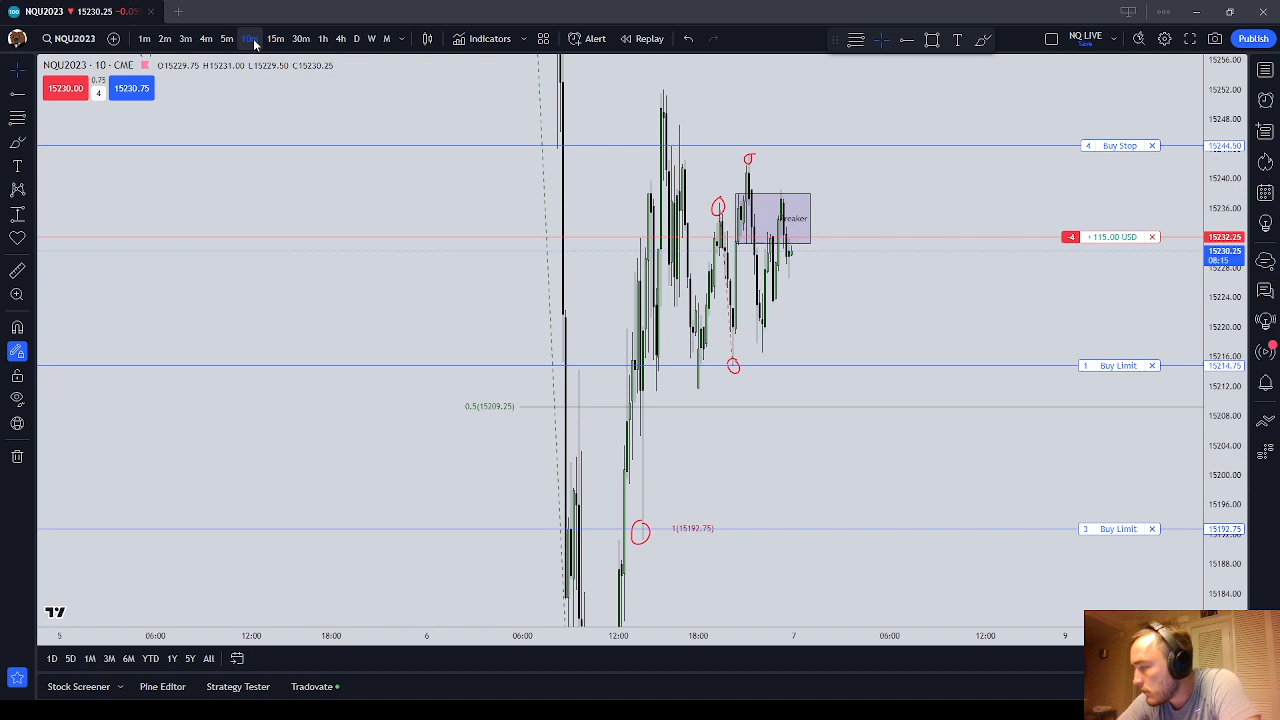 NQU2023 ▼ 15230.25 -0.05
NQU2023 1m 2m 3m 4m 5m 10m 15m 30m 1h 4h D W M Indicators Alert Replay NQ LIVE Save Publish
NQU2023 · 10 · CME O15229.75 H15231.00 L15229.50 C15230.25
15230.00 0.75 4 15230.75
15256.00
15252.00
15248.00
4 Buy Stop 15244.50
15240.00
15236.00
-4 +115.00 USD 15232.25
15230.25
08:15
15228.00
15224.00
15220.00
15216.00
1 Buy Limit 15214.75
15212.00
0.5(15209.25)
15208.00
15204.00
15200.00
15196.00
1(15192.75) 3 Buy Limit 15192.75
15188.00
15184.00
5 06:00 12:00 18:00 6 06:00 12:00 18:00 7 06:00 12:00 9
1D 5D 1M 3M 6M YTD 1Y 5Y All
Stock Screener Pine Editor Strategy Tester Tradovate